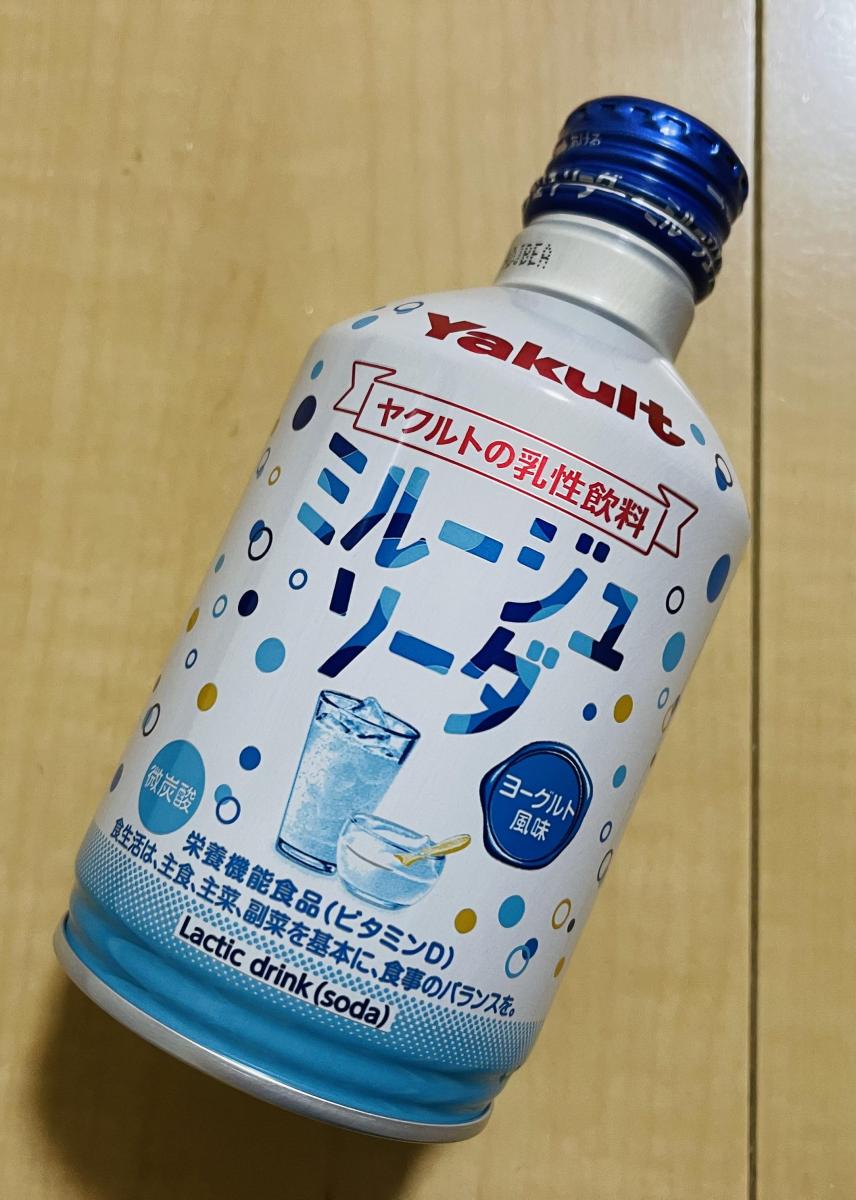 あける
Yakult
ヤクルトの乳性飲料
ミルージュ
ソーダ
微炭酸
ヨーグルト
風味
栄養機能食品(ビタミンD)
食生活は、主食、主菜、副菜を基本に、食事のバランスを。
Lactic drink (soda)